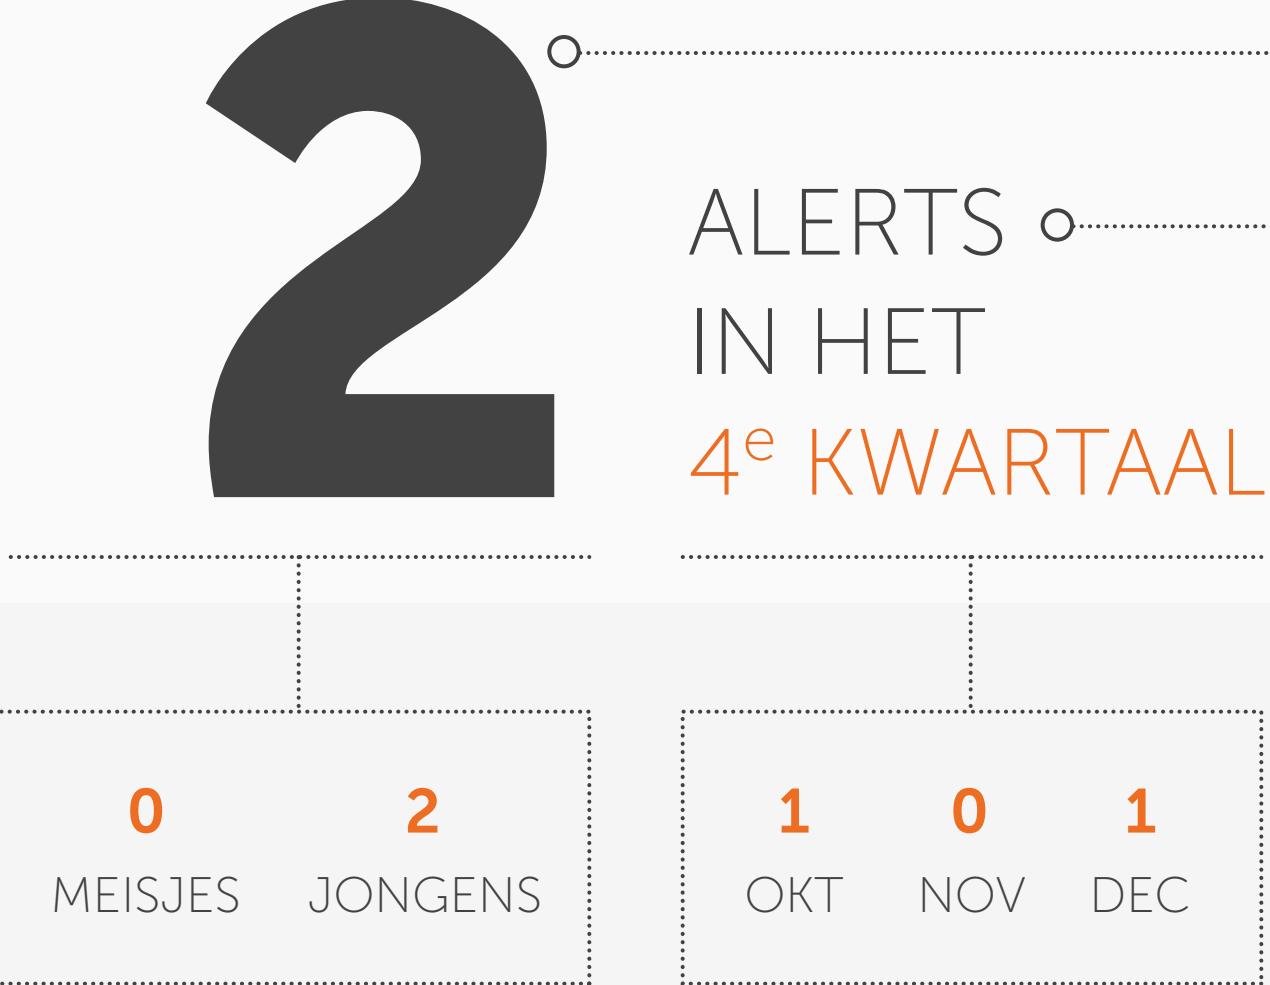 2
ALERTS
IN HET
4e KWARTAAL
0 2
MEISJES JONGENS
1 0 1
OKT NOV DEC